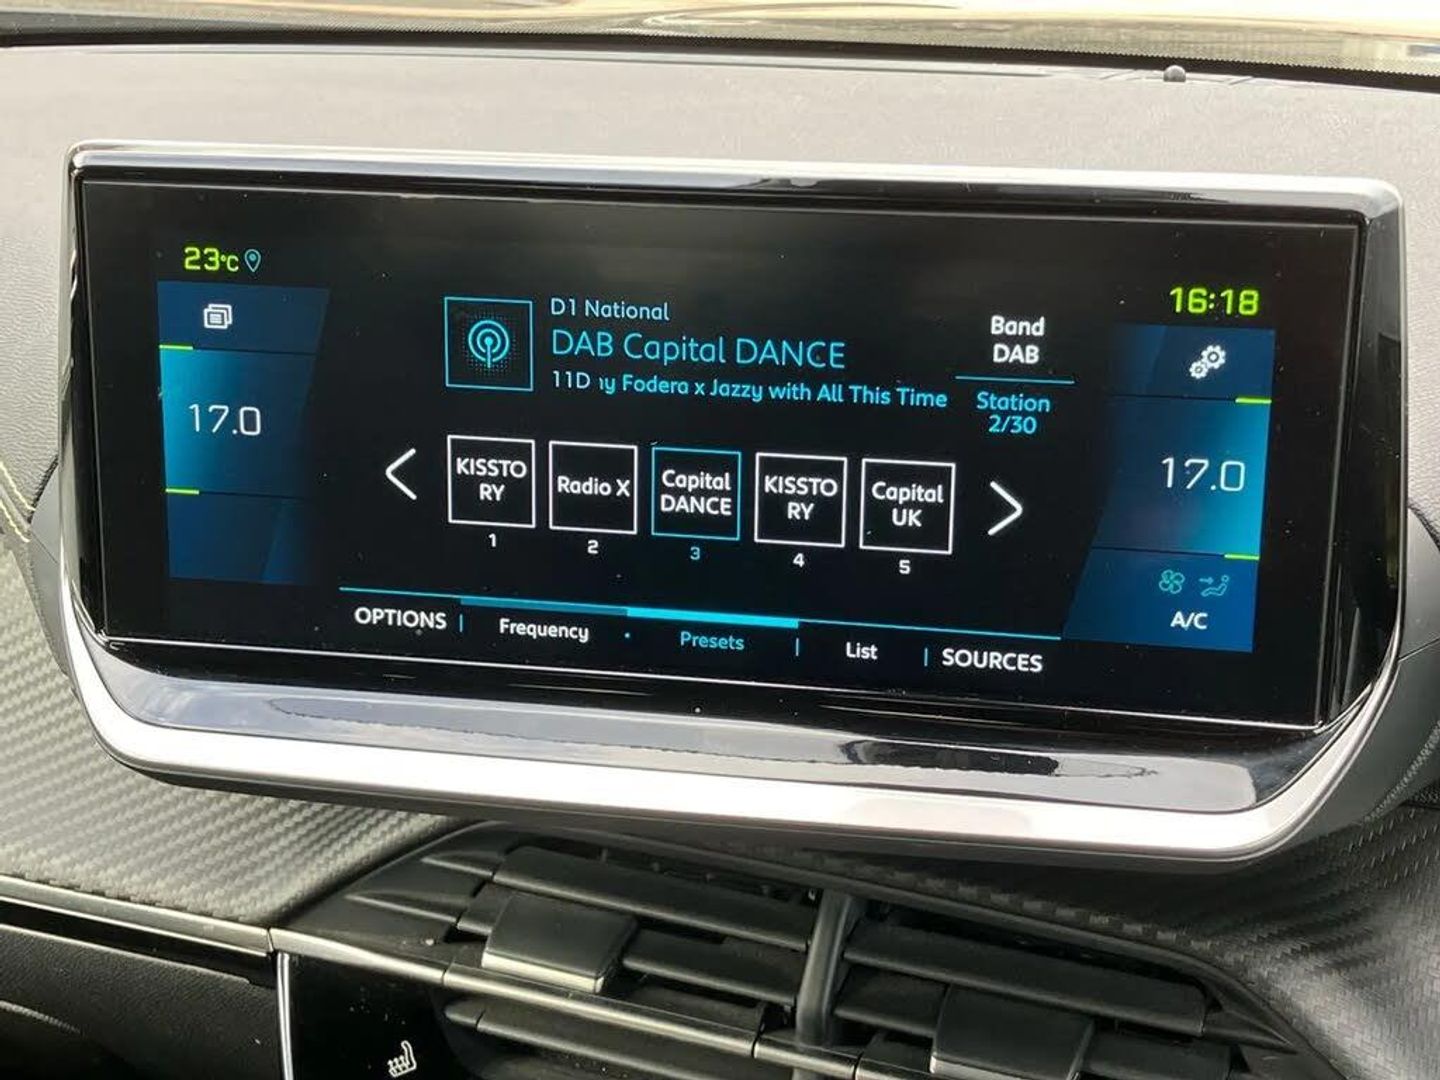 23°C
16:18
D1 National
DAB Capital DANCE
11D y Fodera x Jazzy with All This Time
Band
DAB
Station
2/30
17.0
17.0
KISSTO
RY
1
Radio X
2
Capital
DANCE
3
KISSTO
RY
4
Capital
UK
5
A/C
OPTIONS
Frequency
Presets
List
SOURCES